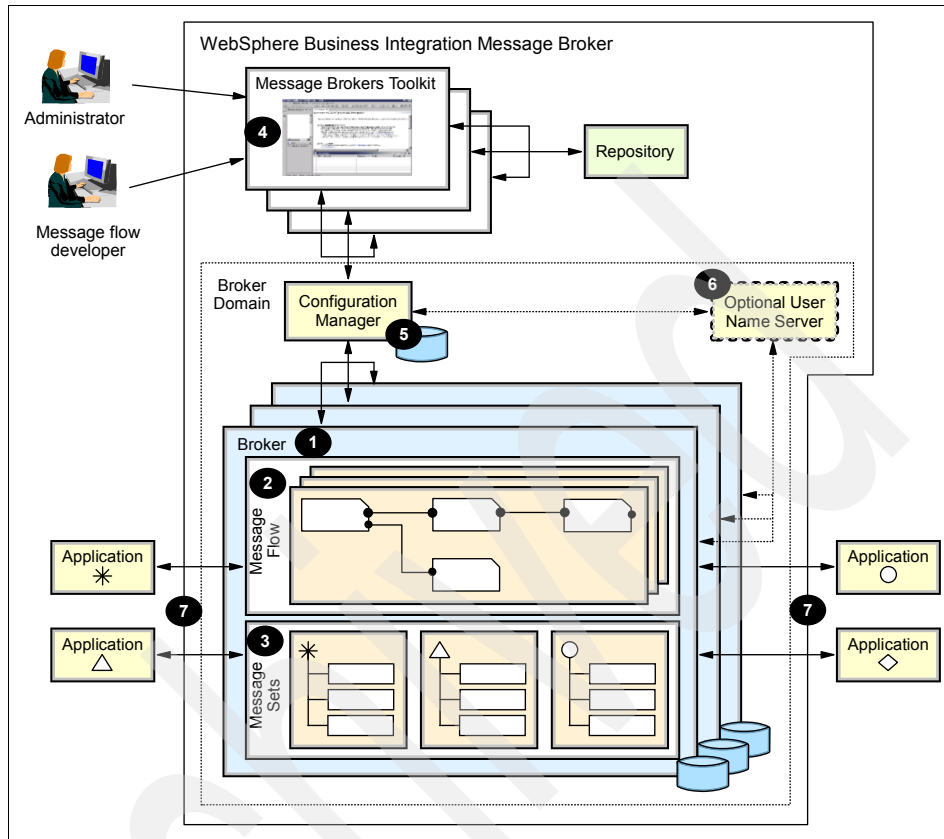 WebSphere Business Integration Message Broker
Administrator
Message flow
developer
Message Brokers Toolkit
4
Repository
Broker
Domain
Configuration
Manager
5
6
Optional User
Name Server
Broker
1
2
Message
Flow
3
Message
Sets
Application
Application
7
Application
Application
7